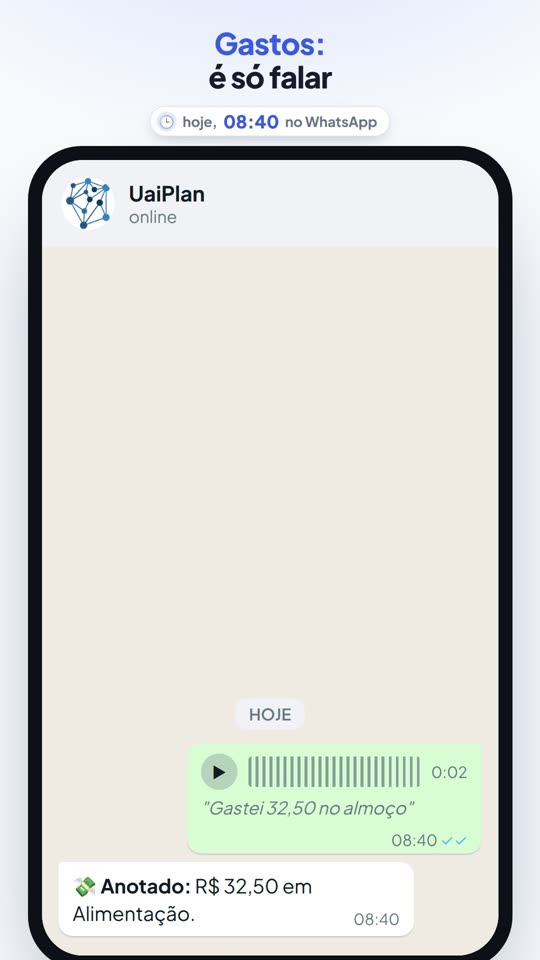 Gastos:
é só falar
hoje, 08:40 no WhatsApp
UaiPlan
online
HOJE
0:02
"Gastei 32,50 no almoço"
08:40
Anotado: R$ 32,50 em
Alimentação.
08:40